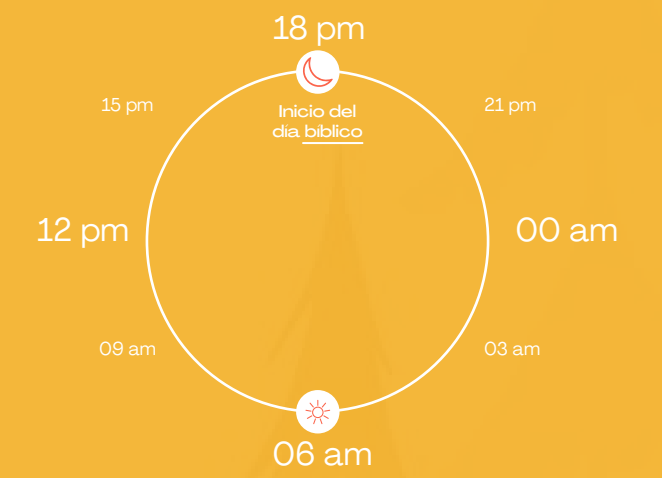 18 pm
15 pm
21 pm
Inicio del
día bíblico
12 pm
00 am
09 am
03 am
06 am